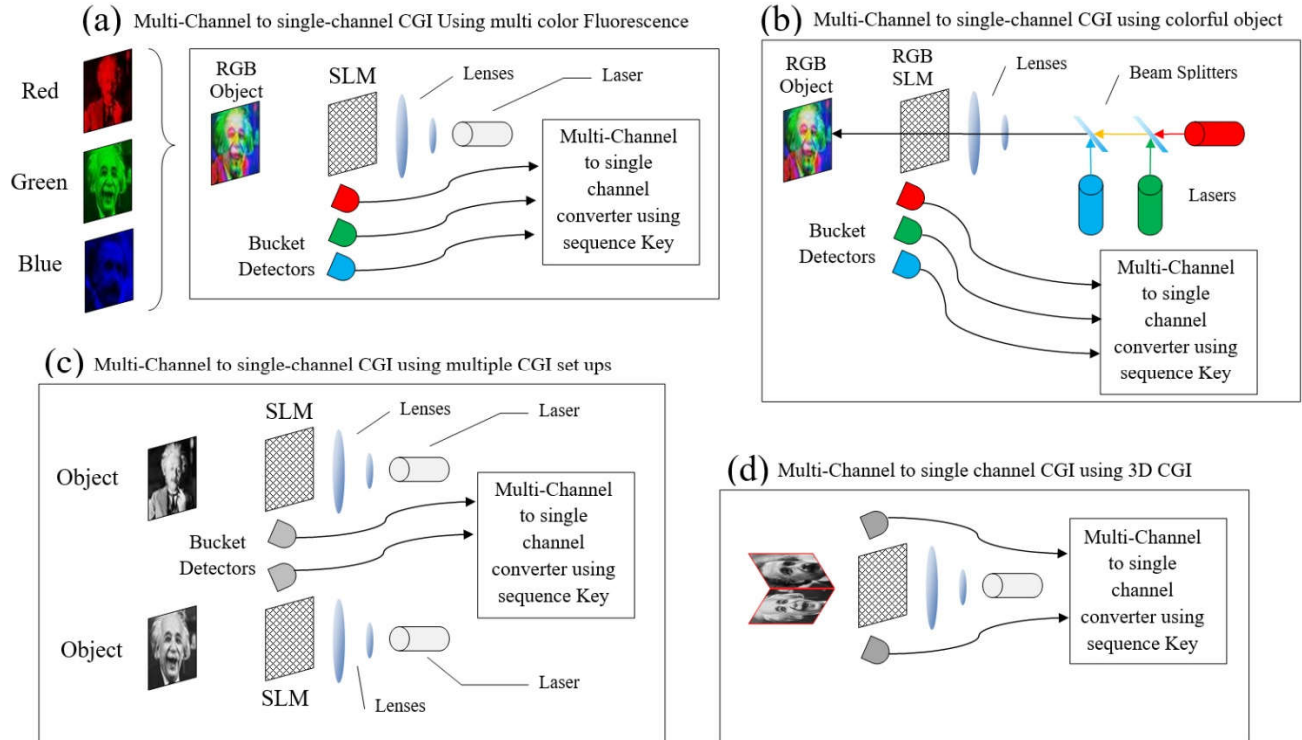 (a) Multi-Channel to single-channel CGI Using multi color Fluorescence
Red
Green
Blue
RGB
Object
SLM
Lenses
Laser
Bucket
Detectors
Multi-Channel
to single
channel
converter using
sequence Key
(b) Multi-Channel to single-channel CGI using colorful object
RGB
Object
RGB
SLM
Lenses
Beam Splitters
Lasers
Bucket
Detectors
Multi-Channel
to single
channel
converter using
sequence Key
(c) Multi-Channel to single-channel CGI using multiple CGI set ups
Object
SLM
Lenses
Laser
Bucket
Detectors
Multi-Channel
to single
channel
converter using
sequence Key
Object
SLM
Lenses
Laser
(d) Multi-Channel to single channel CGI using 3D CGI
Multi-Channel
to single
channel
converter using
sequence Key